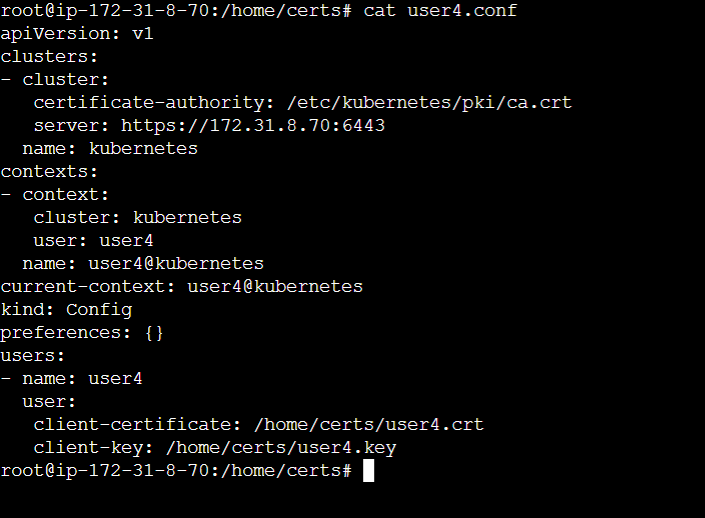 root@ip-172-31-8-70:/home/certs# cat user4.conf
apiVersion: v1
clusters:
- cluster:
    certificate-authority: /etc/kubernetes/pki/ca.crt
    server: https://172.31.8.70:6443
  name: kubernetes
contexts:
- context:
    cluster: kubernetes
    user: user4
  name: user4@kubernetes
current-context: user4@kubernetes
kind: Config
preferences: {}
users:
- name: user4
  user:
    client-certificate: /home/certs/user4.crt
    client-key: /home/certs/user4.key
root@ip-172-31-8-70:/home/certs#